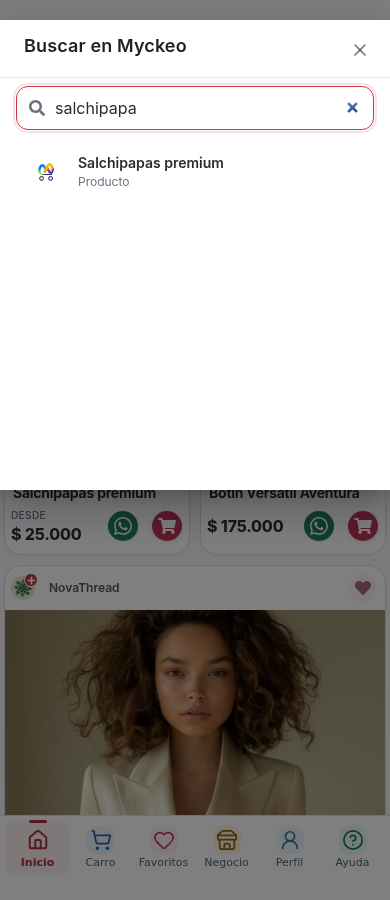 Buscar en Myckeo
salchipapa
Salchipapas premium
Producto
Salchipapas premium
Botín Versátil Aventura
DESDE
$ 25.000
$ 175.000
NovaThread
Inicio
Carro
Favoritos
Negocio
Perfil
Ayuda